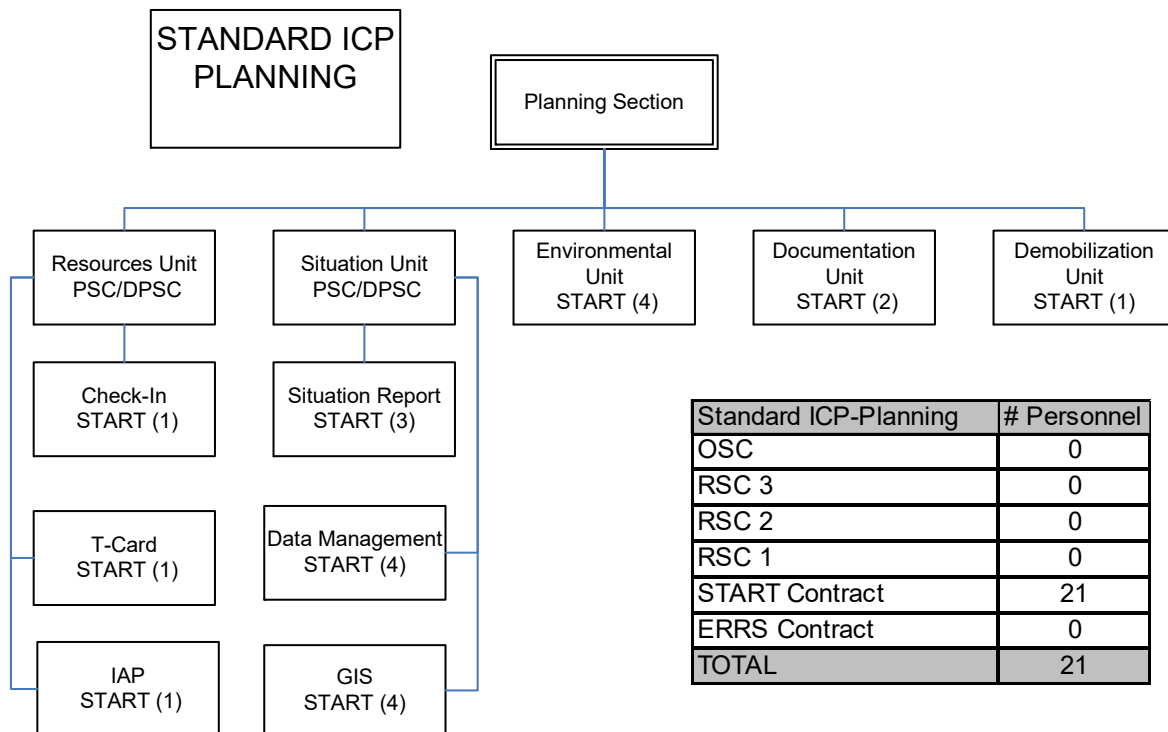 STANDARD ICP
PLANNING
Planning Section
Resources Unit
PSC/DPSC
Situation Unit
PSC/DPSC
Environmental
Unit
START (4)
Documentation
Unit
START (2)
Demobilization
Unit
START (1)
Check-In
START (1)
Situation Report
START (3)
T-Card
START (1)
Data Management
START (4)
IAP
START (1)
GIS
START (4)
Standard ICP-Planning # Personnel
OSC 0
RSC 3 0
RSC 2 0
RSC 1 0
START Contract 21
ERRS Contract 0
TOTAL 21